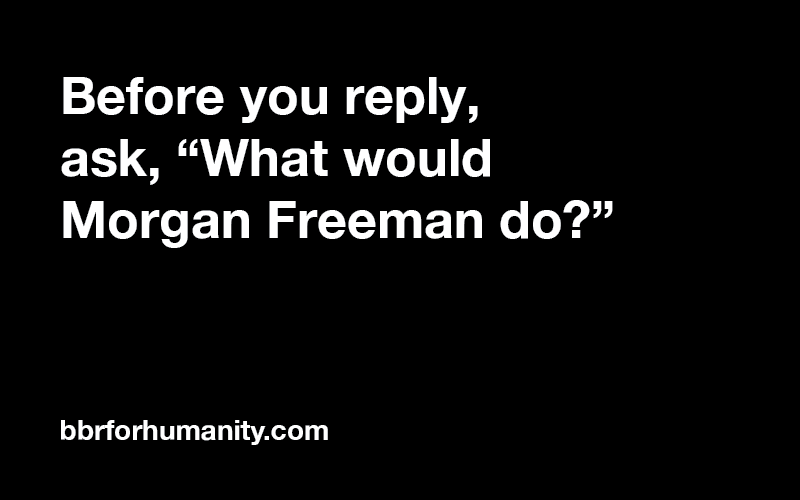 Before you reply,
ask, “What would
Morgan Freeman do?”
bbrforhumanity.com